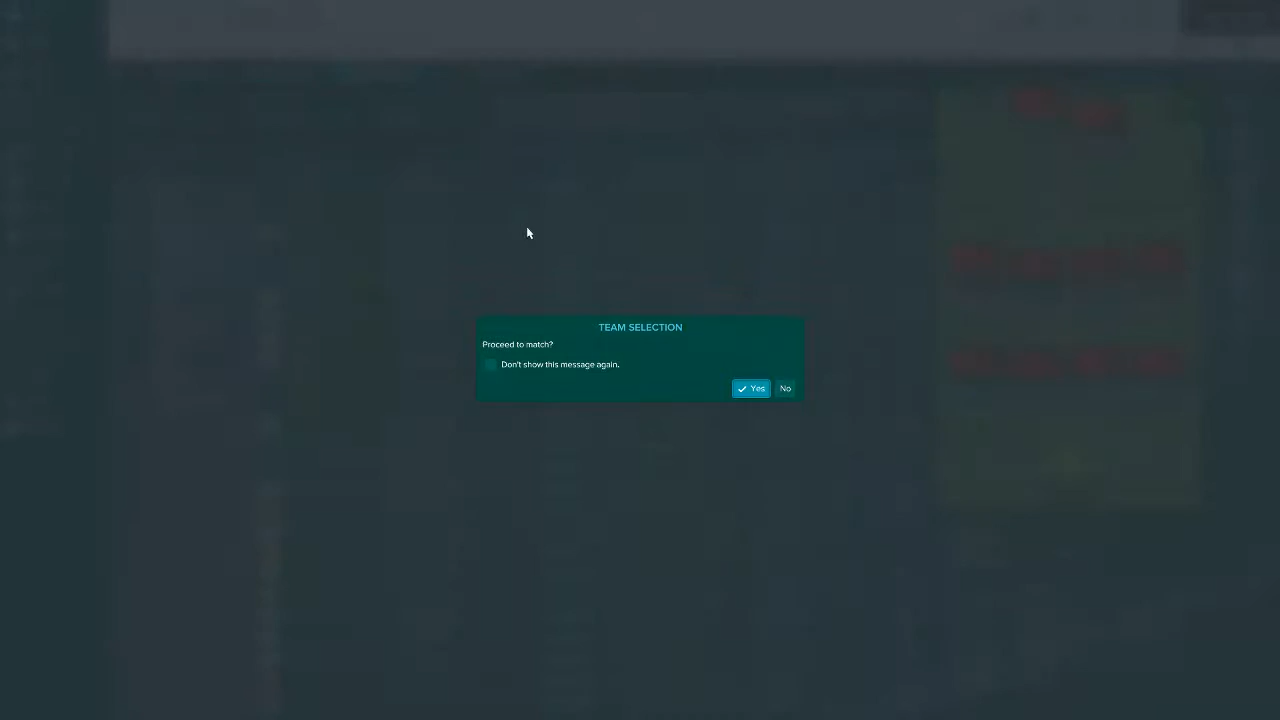 TEAM SELECTION
Proceed to match?
Don't show this message again.
Yes No